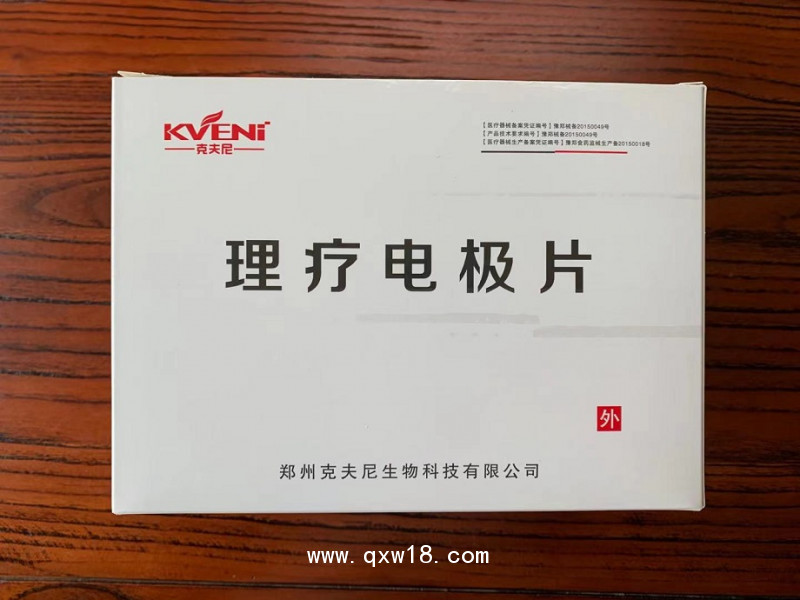 KVENI
克夫尼
【医疗器械备案凭证编号】豫郑械备20150049号
【产品技术要求编号】豫郑械备20150049号
【医疗器械生产备案凭证编号】豫郑食药监械生产备20150018号
理疗电极片
外
郑州克夫尼生物科技有限公司
www.qxw18.com